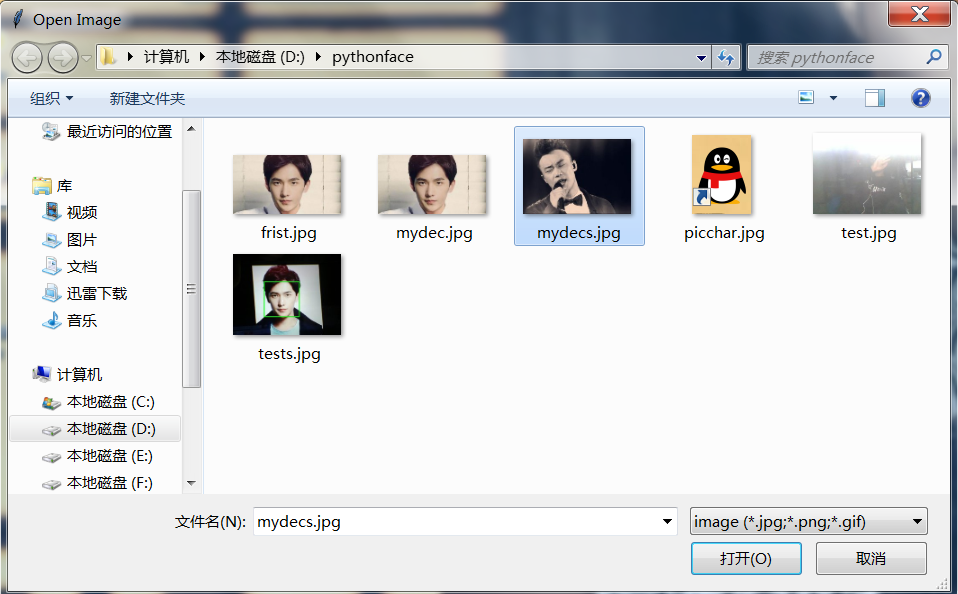 Open Image
计算机 本地磁盘 (D:) pythonface
搜索 pythonface
组织 新建文件夹
最近访问的位置
库
视频
图片
文档
迅雷下载
音乐
计算机
本地磁盘 (C:)
本地磁盘 (D:)
本地磁盘 (E:)
本地磁盘 (F:)
frist.jpg
mydec.jpg
mydecs.jpg
picchar.jpg
test.jpg
tests.jpg
文件名(N): mydecs.jpg
image (*.jpg;*.png;*.gif)
打开(O) 取消